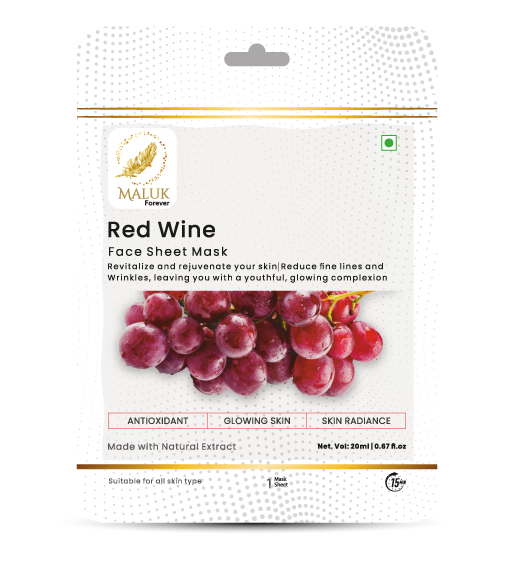 MALUK
Forever
Red Wine
Face Sheet Mask
Revitalize and rejuvenate your skin|Reduce fine lines and
Wrinkles, leaving you with a youthful, glowing complexion
ANTIOXIDANT GLOWING SKIN SKIN RADIANCE
Made with Natural Extract Net. Vol: 20ml | 0.67 fl.oz
Suitable for all skin type 1 Mask Sheet 15